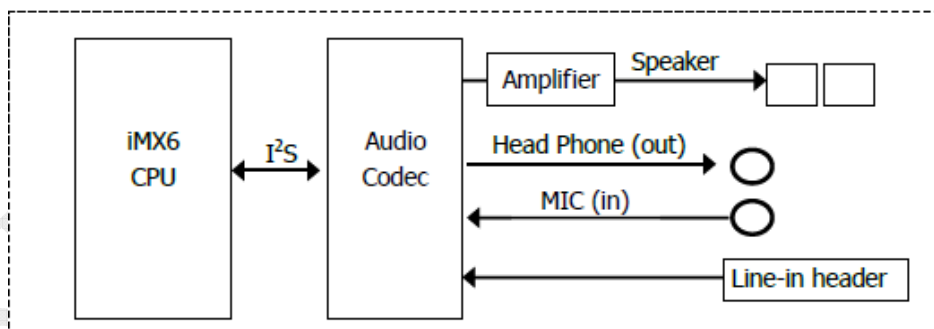 iMX6
CPU
I²S
Audio
Codec
Amplifier
Speaker
Head Phone (out)
MIC (in)
Line-in header